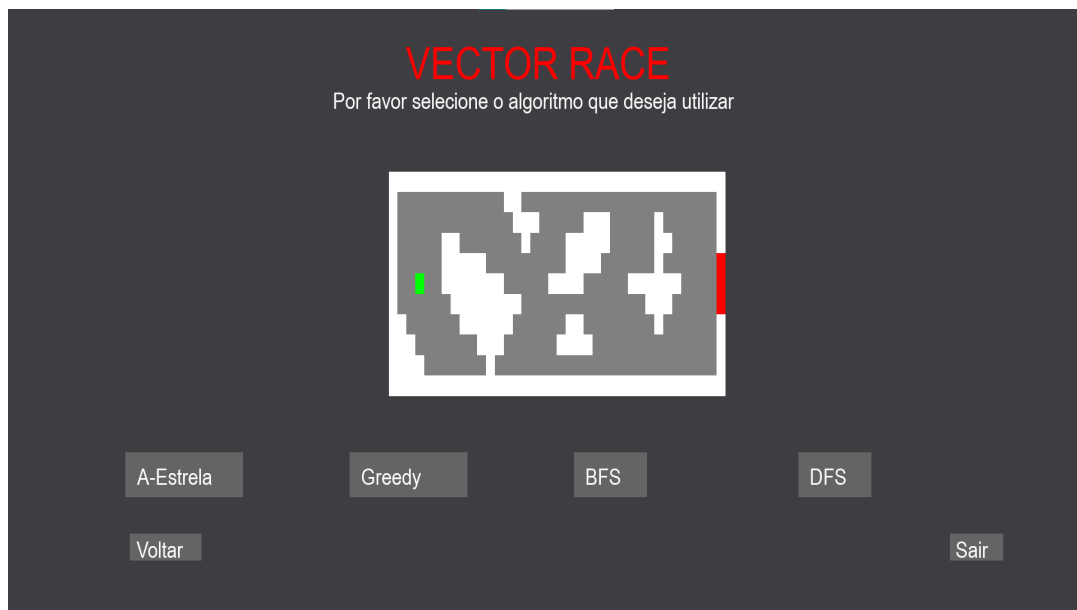 VECTOR RACE
Por favor selecione o algoritmo que deseja utilizar
A-Estrela
Greedy
BFS
DFS
Voltar
Sair